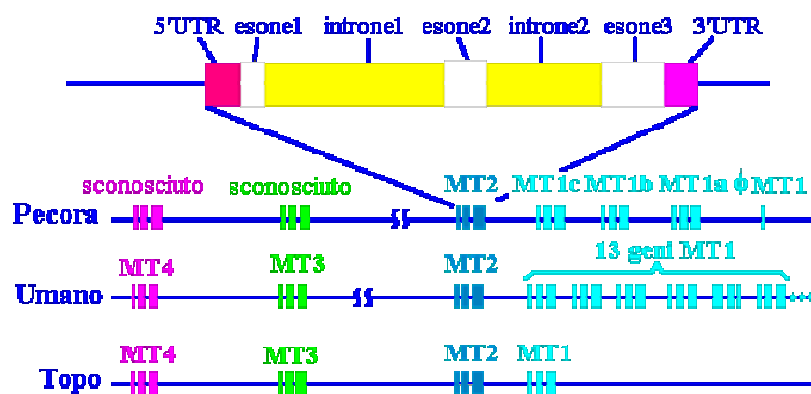 5'UTR esone1 introne1 esone2 introne2 esone3 3'UTR
sconosciuto sconosciuto MT2 MT1c MT1b MT1a ϕ MT1
Pecora
MT4 MT3 MT2 13 geni MT1
Umano
MT4 MT3 MT2 MT1
Topo